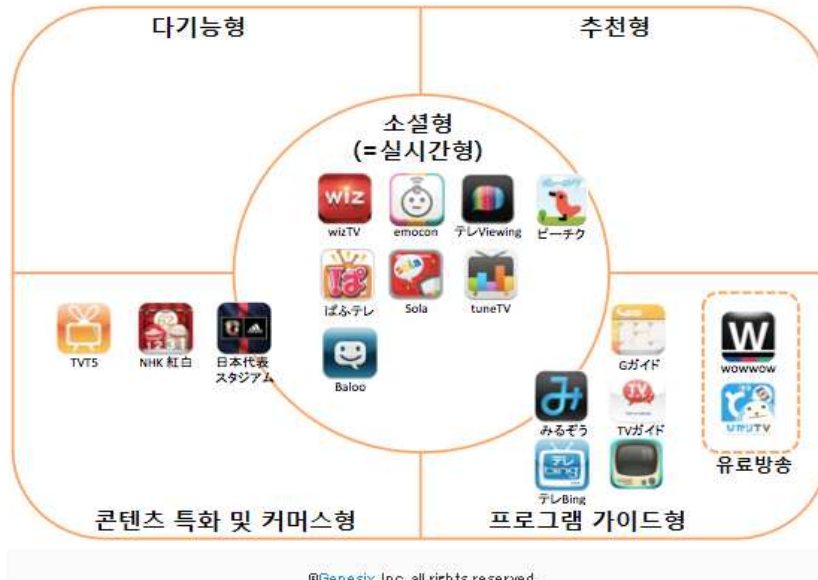 다기능형
추천형
소셜형
(=실시간형)
wiz
wizTV
emocon
テレViewing
ピーチク
ぱ
ぱふテレ
Sola
tuneTV
Baloo
TVT5
NHK 紅白
日本代表
スタジアム
Gガイド
W
wowwow
み
みるぞう
TV
TVガイド
ひかりTV
テレ
bing
テレBing
유료방송
콘텐츠 특화 및 커머스형
프로그램 가이드형
@Genesix Inc. all rights reserved